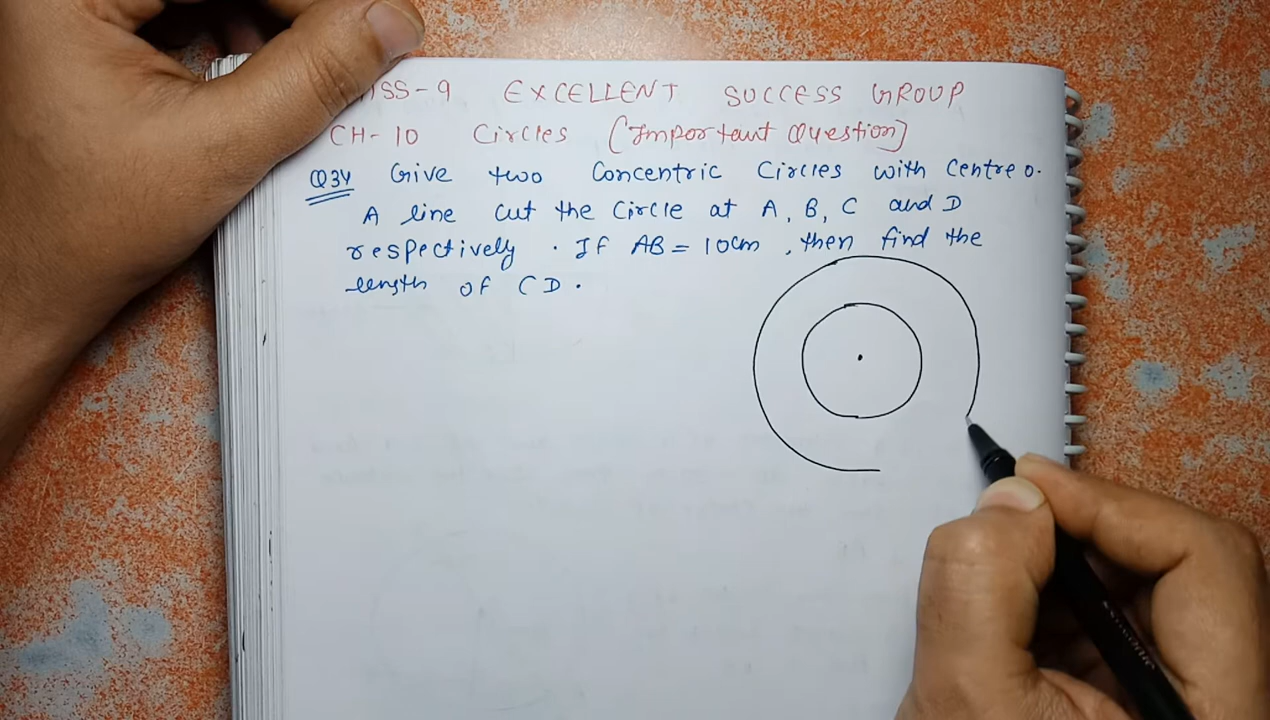 ASS-9 EXCELLENT SUCCESS GROUP
CH-10 Circles (Important Question)
Q34 Give two Concentric Circles with Centre O.
A line cut the Circle at A, B, C and D
respectively. If AB = 10cm, then find the
length of CD.